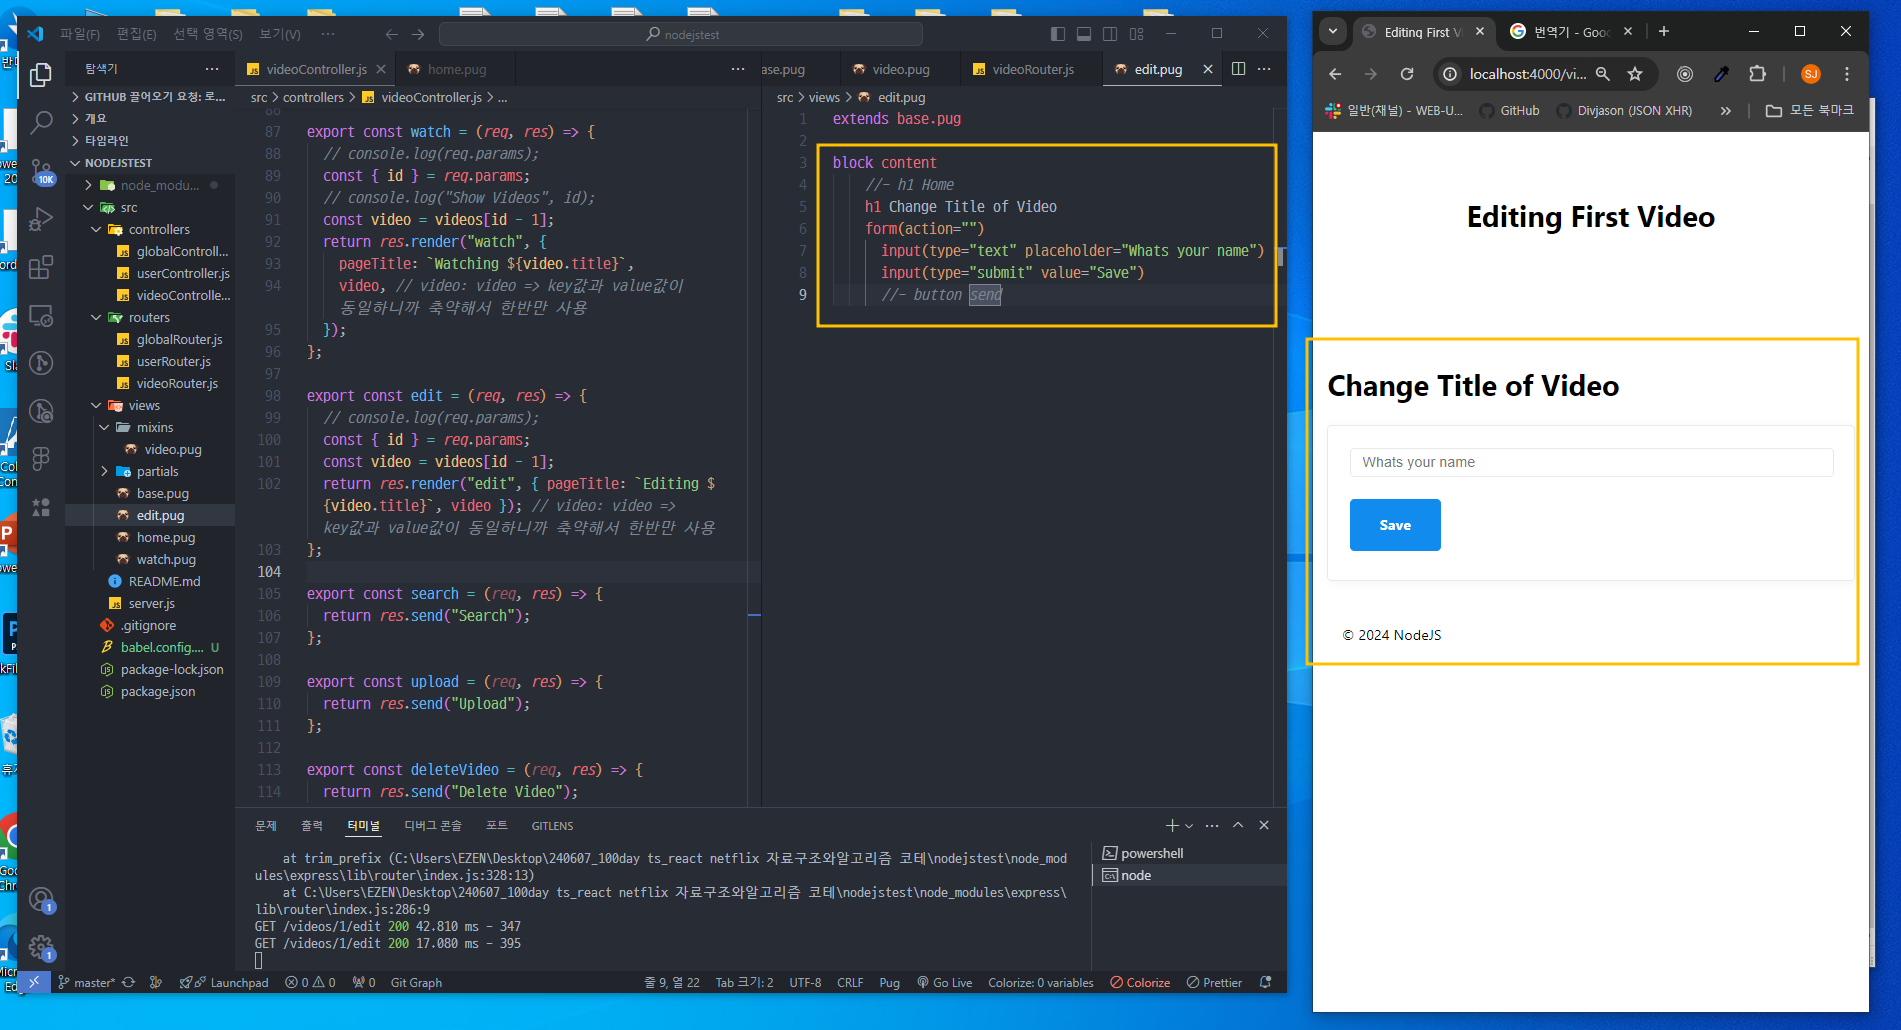 파일(F) 편집(E) 선택 영역(S) 보기(V) ··· nodejstest
탐색기 ···
GITHUB 끌어오기 요청: 로...
개요
타임라인
NODEJSTEST
node_modu...
src
controllers
globalControll...
userController.js
videoControlle...
routers
globalRouter.js
userRouter.js
videoRouter.js
views
mixins
video.pug
partials
base.pug
edit.pug
home.pug
watch.pug
README.md
server.js
.gitignore
babel.config.... U
package-lock.json
package.json
10K
1
1
videoController.js home.pug ···
src > controllers > videoController.js > ...
86
87 export const watch = (req, res) => {
88 // console.log(req.params);
89 const { id } = req.params;
90 // console.log("Show Videos", id);
91 const video = videos[id - 1];
92 return res.render("watch", {
93 pageTitle: `Watching ${video.title}`,
94 video, // video: video => key값과 value값이
동일하니까 축약해서 한반만 사용
95 });
96 };
97
98 export const edit = (req, res) => {
99 // console.log(req.params);
100 const { id } = req.params;
101 const video = videos[id - 1];
102 return res.render("edit", { pageTitle: `Editing $
{video.title}`, video }); // video: video =>
key값과 value값이 동일하니까 축약해서 한반만 사용
103 };
104
105 export const search = (req, res) => {
106 return res.send("Search");
107 };
108
109 export const upload = (req, res) => {
110 return res.send("Upload");
111 };
112
113 export const deleteVideo = (req, res) => {
114 return res.send("Delete Video");
ase.pug video.pug videoRouter.js edit.pug ···
src > views > edit.pug
1 extends base.pug
2
3 block content
4 //- h1 Home
5 h1 Change Title of Video
6 form(action="")
7 input(type="text" placeholder="Whats your name")
8 input(type="submit" value="Save")
9 //- button send
문제 출력 터미널 디버그 콘솔 포트 GITLENS
at trim_prefix (C:\Users\EZEN\Desktop\240607_100day ts_react netflix 자료구조와알고리즘 코테\nodejstest\node_mod
ules\express\lib\router\index.js:328:13)
at C:\Users\EZEN\Desktop\240607_100day ts_react netflix 자료구조와알고리즘 코테\nodejstest\node_modules\express\
lib\router\index.js:286:9
GET /videos/1/edit 200 42.810 ms - 347
GET /videos/1/edit 200 17.080 ms - 395
powershell
node
master* Launchpad 0 0 0 Git Graph 줄 9, 열 22 Tab 크기: 2 UTF-8 CRLF Pug Go Live Colorize: 0 variables Colorize Prettier
Editing First Vi 번역기 - Goo
localhost:4000/vi... SJ
일반(채널) - WEB-U... GitHub Divjason (JSON XHR) » 모든 북마크
Editing First Video
Change Title of Video
Whats your name
Save
© 2024 NodeJS